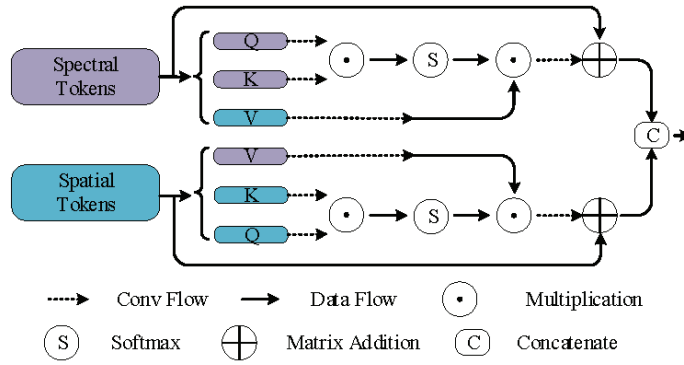 Spectral
Tokens
Q
K
V
S
C
Spatial
Tokens
V
K
Q
S
Conv Flow
Data Flow
Multiplication
S
Softmax
Matrix Addition
C
Concatenate